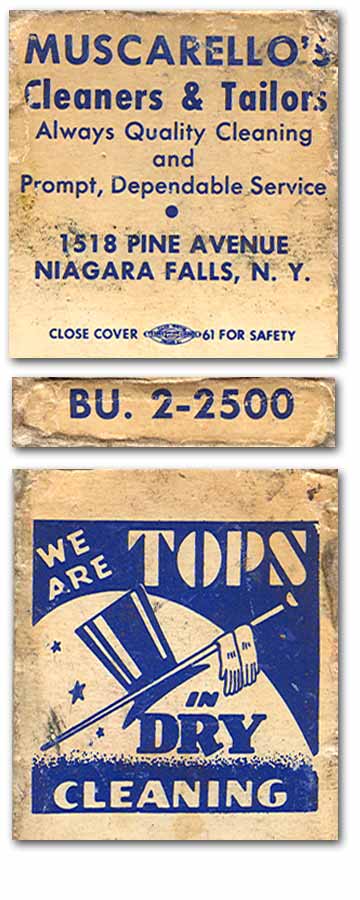 MUSCARELLO'S
Cleaners & Tailors
Always Quality Cleaning
and
Prompt, Dependable Service
1518 PINE AVENUE
NIAGARA FALLS, N. Y.
CLOSE COVER 61 FOR SAFETY
BU. 2-2500
WE ARE TOPS
IN
DRY
CLEANING